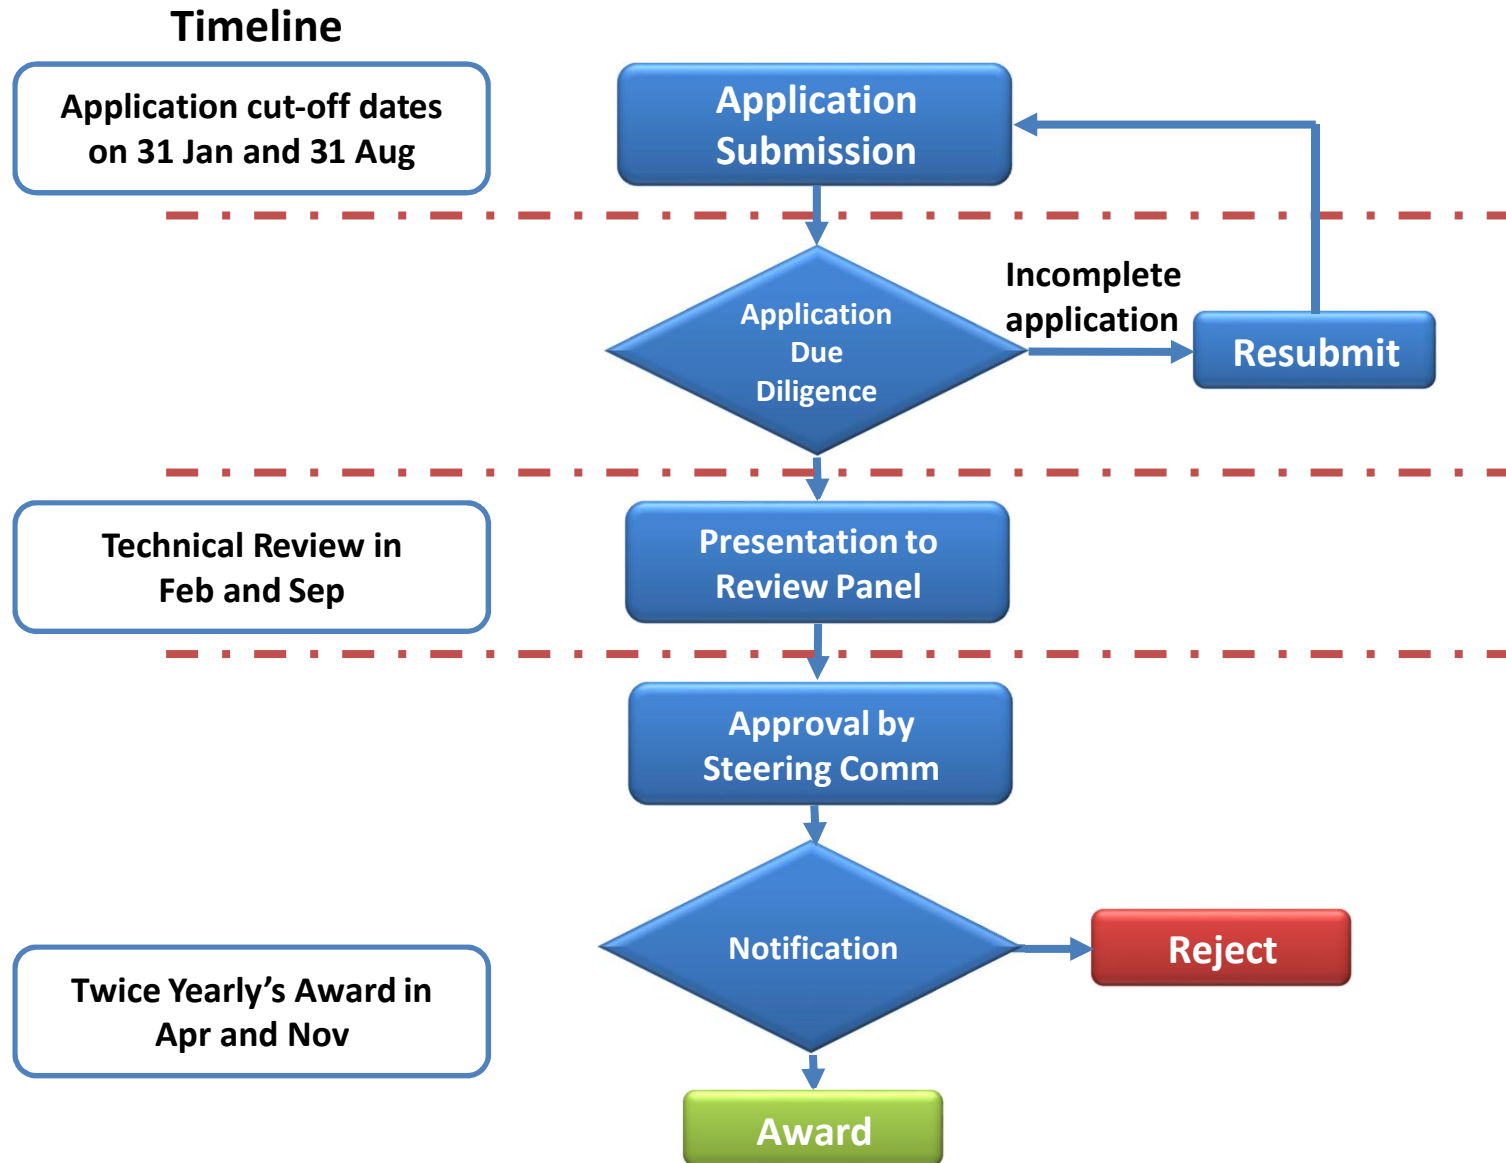 Timeline
Application cut-off dates
on 31 Jan and 31 Aug
Application
Submission
Application
Due
Diligence
Incomplete
application
Resubmit
Technical Review in
Feb and Sep
Presentation to
Review Panel
Approval by
Steering Comm
Notification
Reject
Twice Yearly’s Award in
Apr and Nov
Award